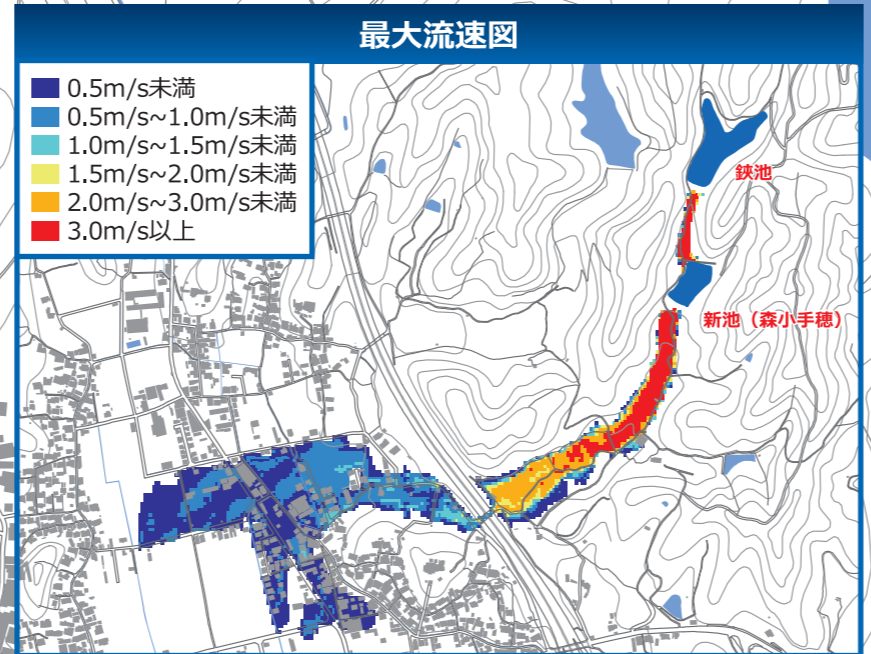 最大流速図
0.5m/s未満
0.5m/s~1.0m/s未満
1.0m/s~1.5m/s未満
1.5m/s~2.0m/s未満
2.0m/s~3.0m/s未満
3.0m/s以上
鋏池
新池（森小手穂）